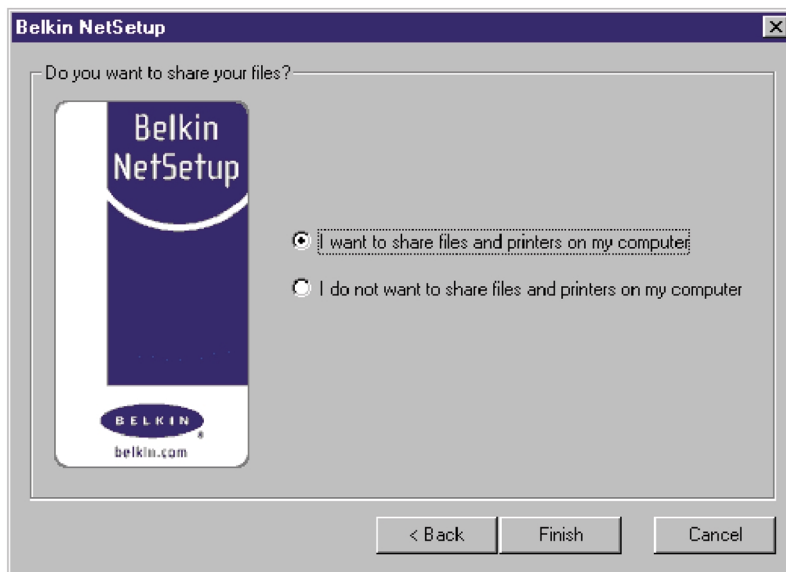 Belkin NetSetup
Do you want to share your files?
Belkin
NetSetup
I want to share files and printers on my computer
I do not want to share files and printers on my computer
BELKIN®
belkin.com
< Back
Finish
Cancel